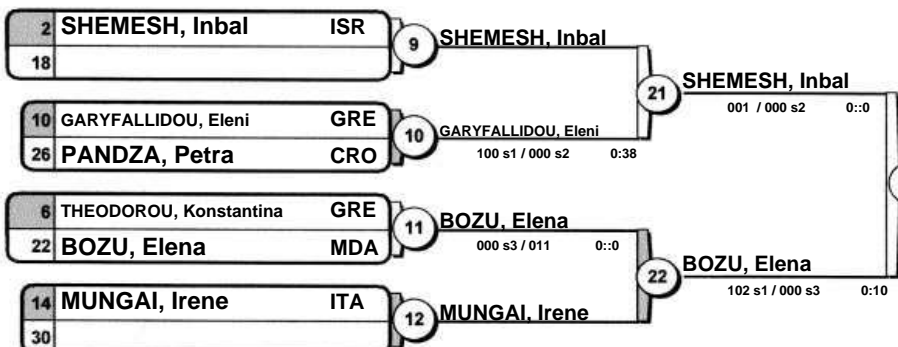 2 SHEMESH, Inbal ISR
18
9 SHEMESH, Inbal
10 GARYFALLIDOU, Eleni GRE
26 PANDZA, Petra CRO
10 GARYFALLIDOU, Eleni
100 s1 / 000 s2 0:38
21 SHEMESH, Inbal
001 / 000 s2 0::0
6 THEODOROU, Konstantina GRE
22 BOZU, Elena MDA
11 BOZU, Elena
000 s3 / 011 0::0
14 MUNGAI, Irene ITA
30
12 MUNGAI, Irene
22 BOZU, Elena
102 s1 / 000 s3 0:10